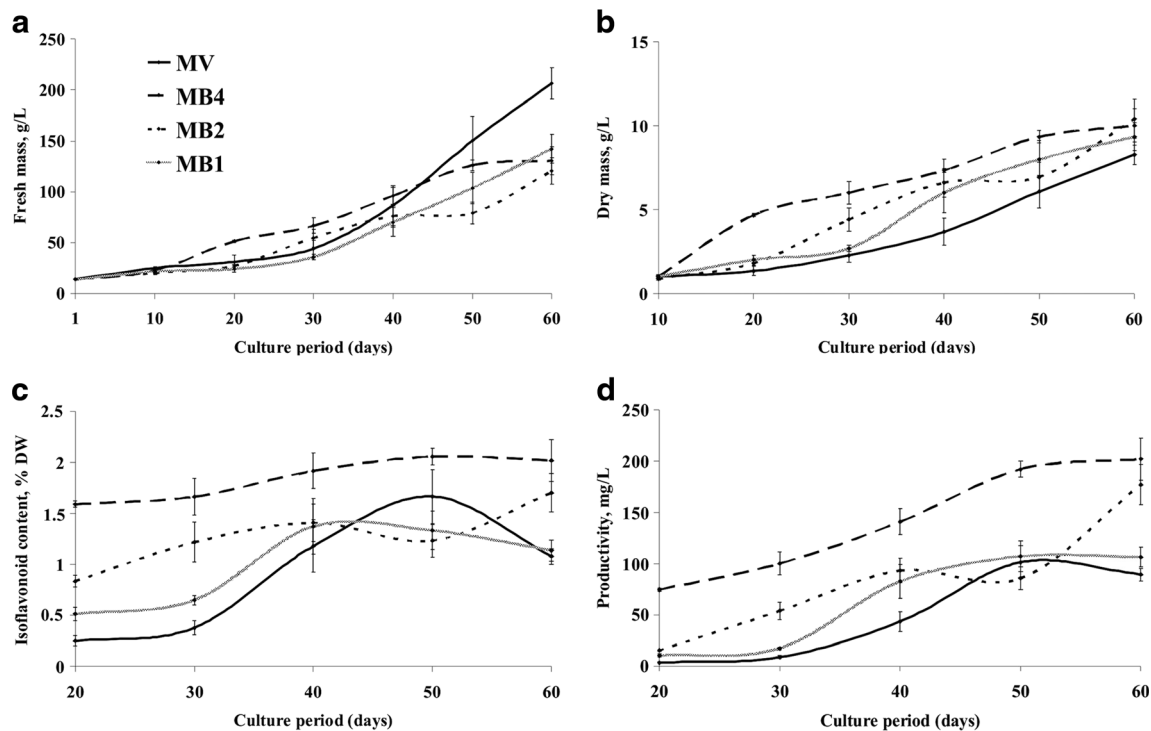 a
Fresh mass, g/L
250
200
150
100
50
0
MV
MB4
MB2
MB1
1 10 20 30 40 50 60
Culture period (days)
b
Dry mass, g/L
15
10
5
0
10 20 30 40 50 60
Culture period (days)
c
Isoflavonoid content, % DW
2.5
2
1.5
1
0.5
0
20 30 40 50 60
Culture period (days)
d
Productivity, mg/L
250
200
150
100
50
0
20 30 40 50 60
Culture period (days)